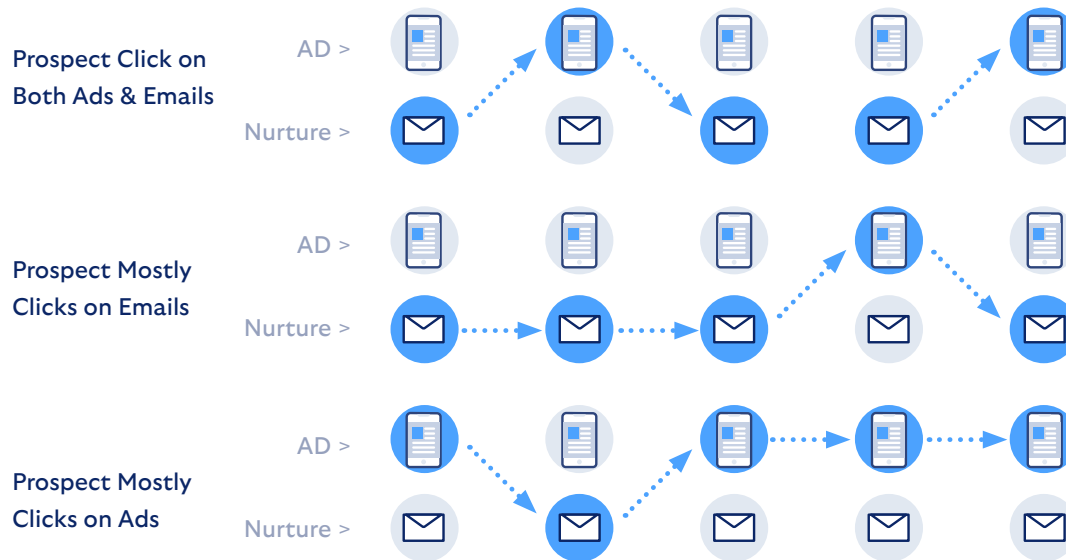 Prospect Click on
Both Ads & Emails
AD >
Nurture >
Prospect Mostly
Clicks on Emails
AD >
Nurture >
Prospect Mostly
Clicks on Ads
AD >
Nurture >